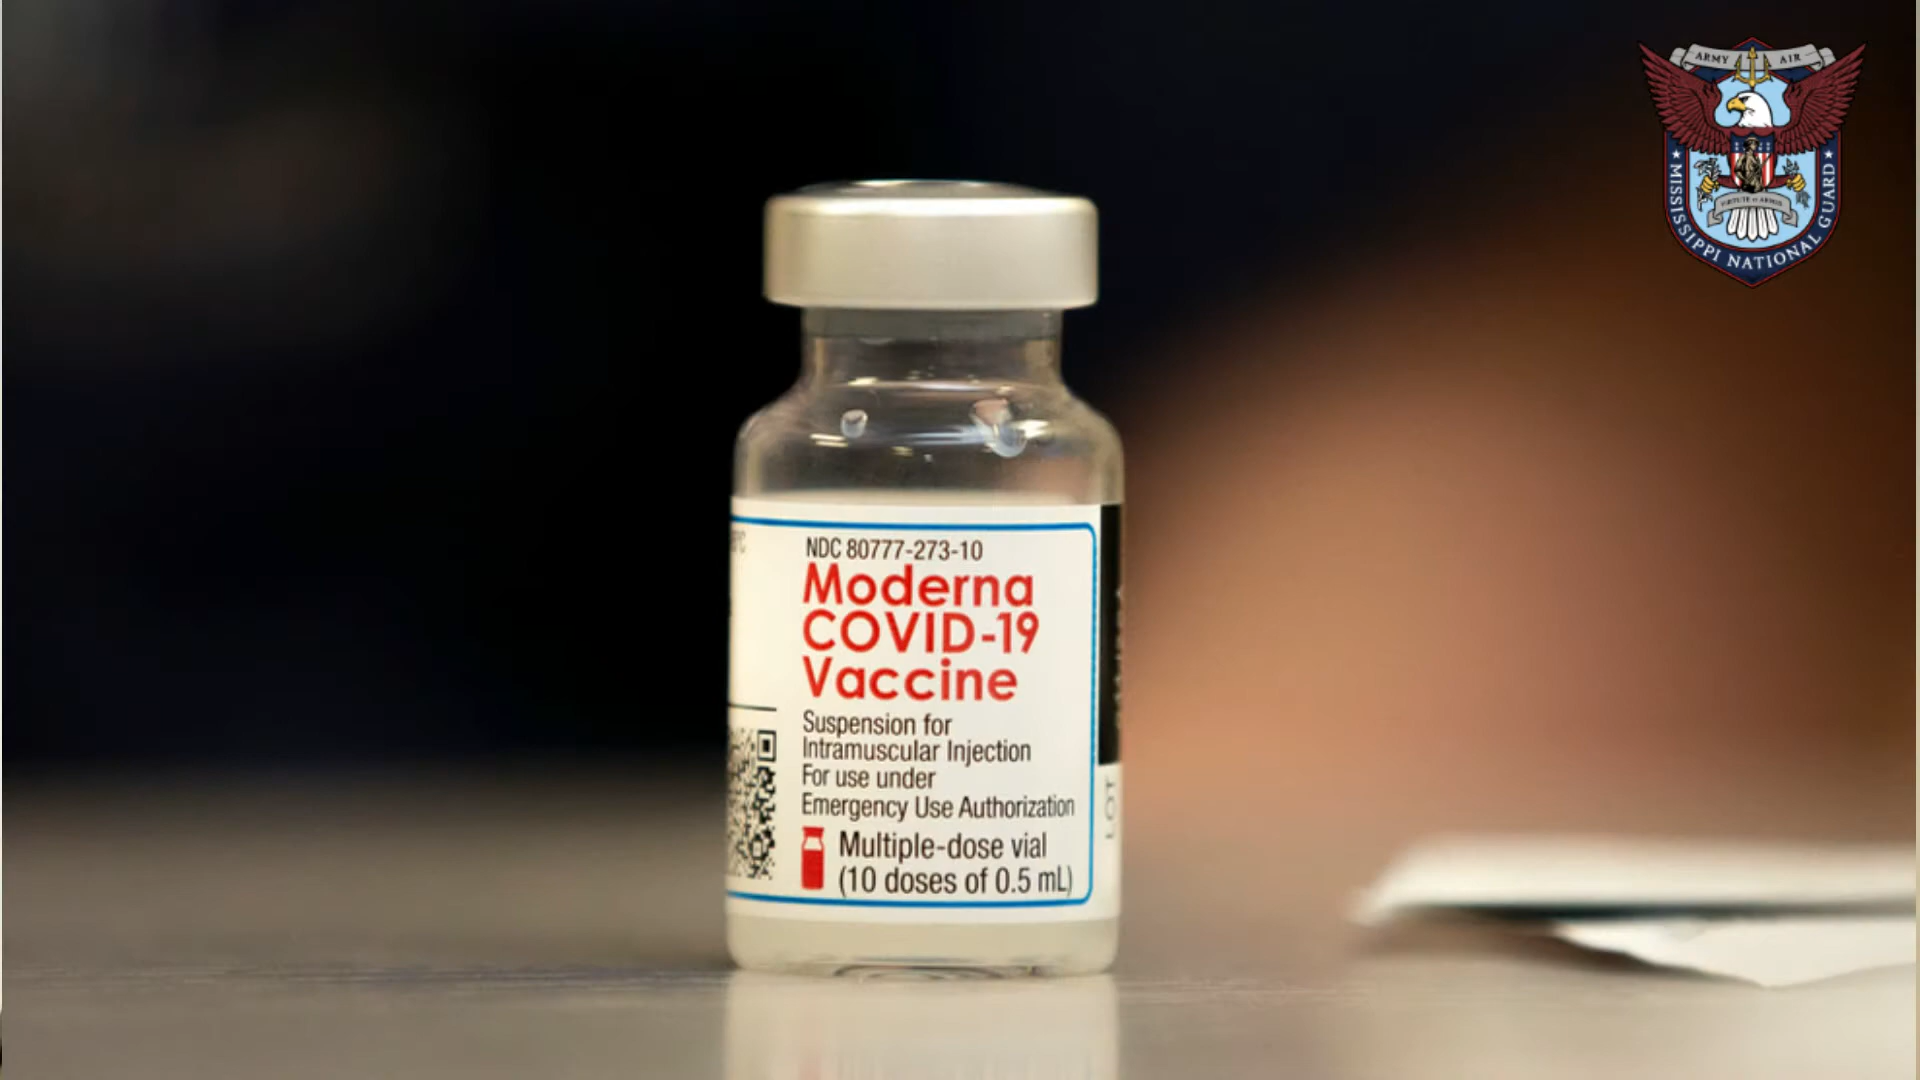 ARMY AIR
MISSISSIPPI NATIONAL GUARD
NDC 80777-273-10
Moderna
COVID-19
Vaccine
Suspension for
Intramuscular Injection
For use under
Emergency Use Authorization
Multiple-dose vial
(10 doses of 0.5 mL)
LOT